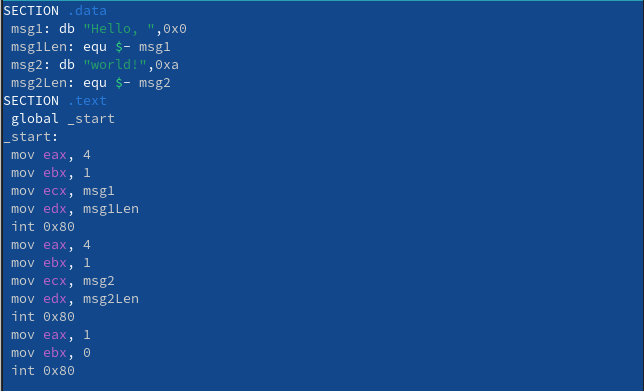 SECTION .data
msg1: db "Hello, ",0x0
msg1Len: equ $- msg1
msg2: db "world!",0xa
msg2Len: equ $- msg2
SECTION .text
global _start
_start:
mov eax, 4
mov ebx, 1
mov ecx, msg1
mov edx, msg1Len
int 0x80
mov eax, 4
mov ebx, 1
mov ecx, msg2
mov edx, msg2Len
int 0x80
mov eax, 1
mov ebx, 0
int 0x80